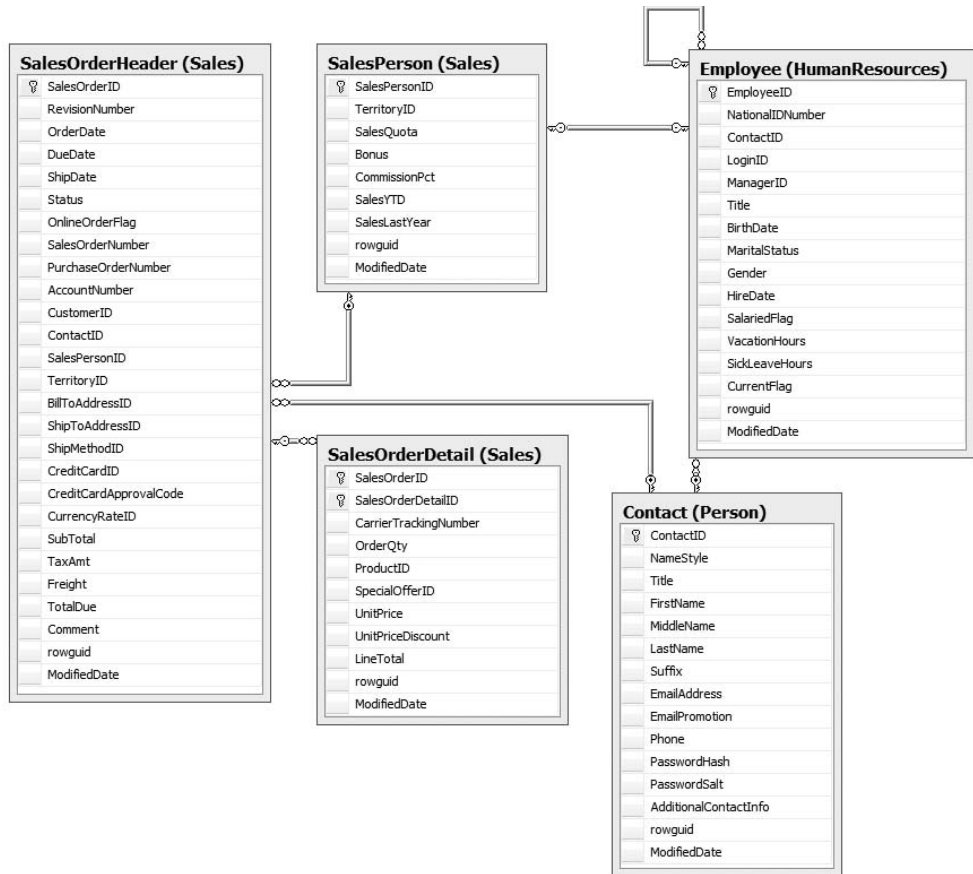 SalesOrderHeader (Sales)
SalesOrderID
RevisionNumber
OrderDate
DueDate
ShipDate
Status
OnlineOrderFlag
SalesOrderNumber
PurchaseOrderNumber
AccountNumber
CustomerID
ContactID
SalesPersonID
TerritoryID
BillToAddressID
ShipToAddressID
ShipMethodID
CreditCardID
CreditCardApprovalCode
CurrencyRateID
SubTotal
TaxAmt
Freight
TotalDue
Comment
rowguid
ModifiedDate
SalesPerson (Sales)
SalesPersonID
TerritoryID
SalesQuota
Bonus
CommissionPct
SalesYTD
SalesLastYear
rowguid
ModifiedDate
SalesOrderDetail (Sales)
SalesOrderID
SalesOrderDetailID
CarrierTrackingNumber
OrderQty
ProductID
SpecialOfferID
UnitPrice
UnitPriceDiscount
LineTotal
rowguid
ModifiedDate
Employee (HumanResources)
EmployeeID
NationalIDNumber
ContactID
LoginID
ManagerID
Title
BirthDate
MaritalStatus
Gender
HireDate
SalariedFlag
VacationHours
SickLeaveHours
CurrentFlag
rowguid
ModifiedDate
Contact (Person)
ContactID
NameStyle
Title
FirstName
MiddleName
LastName
Suffix
EmailAddress
EmailPromotion
Phone
PasswordHash
PasswordSalt
AdditionalContactInfo
rowguid
ModifiedDate